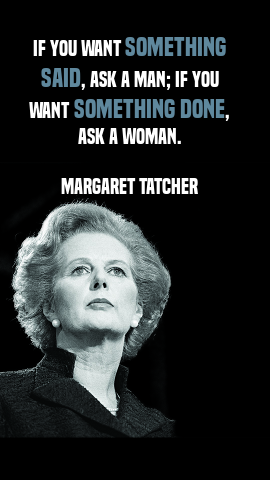 IF YOU WANT SOMETHING
SAID, ASK A MAN; IF YOU
WANT SOMETHING DONE,
ASK A WOMAN.
MARGARET TATCHER